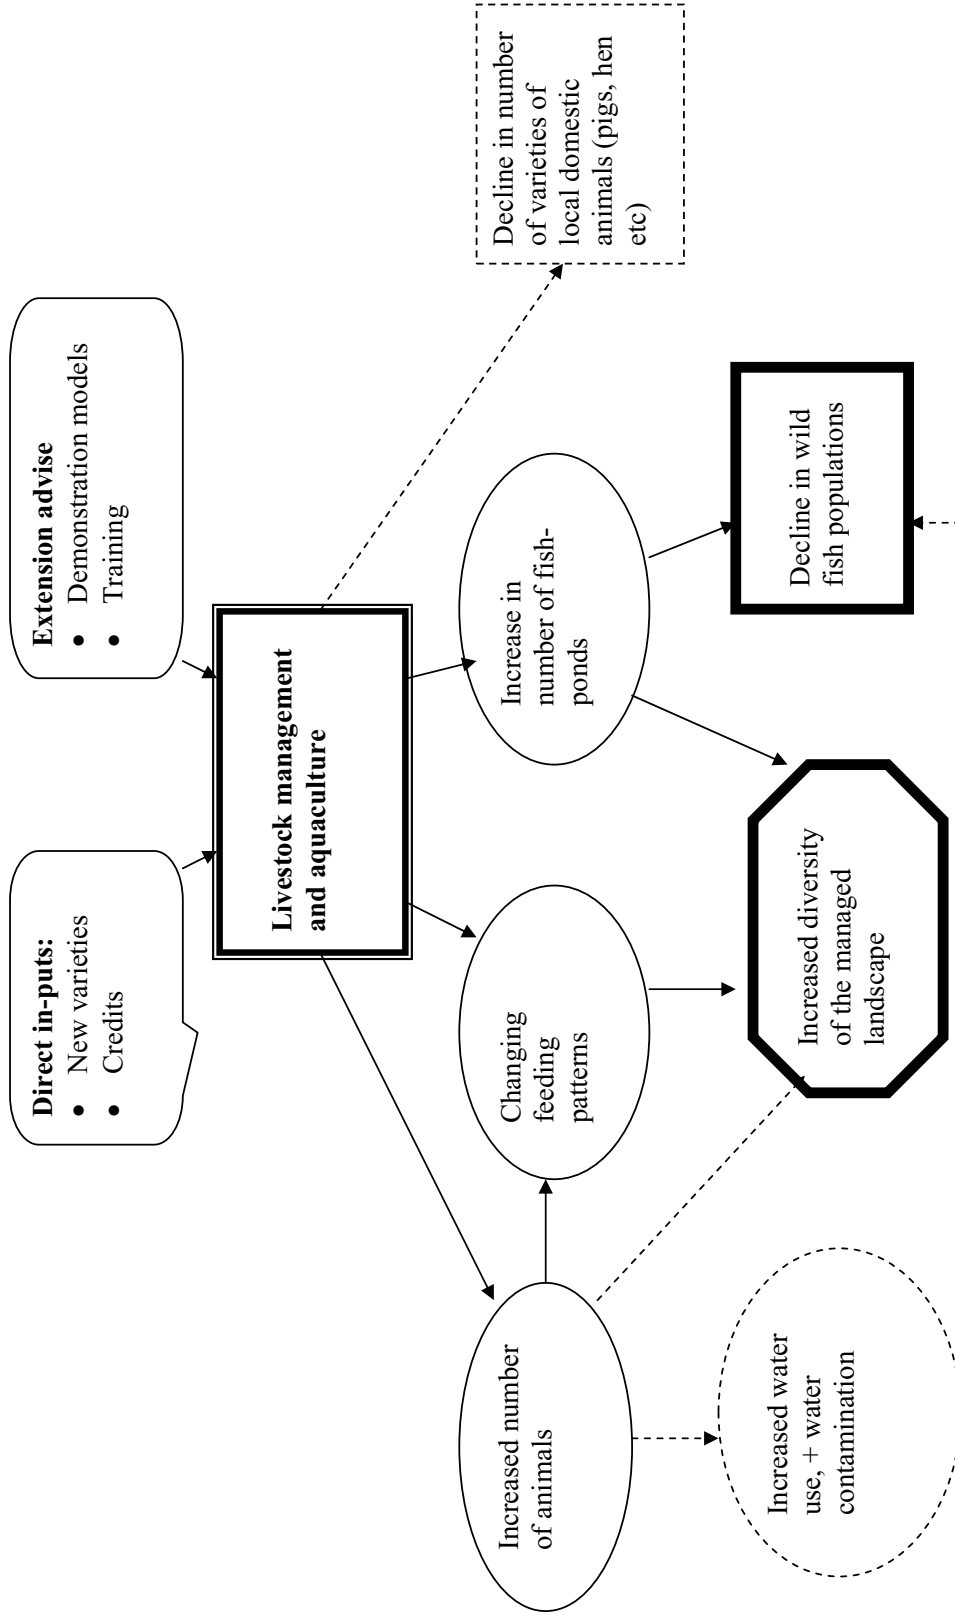 Direct in-puts:
• New varieties
• Credits
Extension advise
• Demonstration models
• Training
Livestock management
and aquaculture
Increased number
of animals
Changing
feeding
patterns
Increase in
number of fish-
ponds
Decline in number
of varieties of
local domestic
animals (pigs, hen
etc)
Increased water
use, + water
contamination
Increased diversity
of the managed
landscape
Decline in wild
fish populations